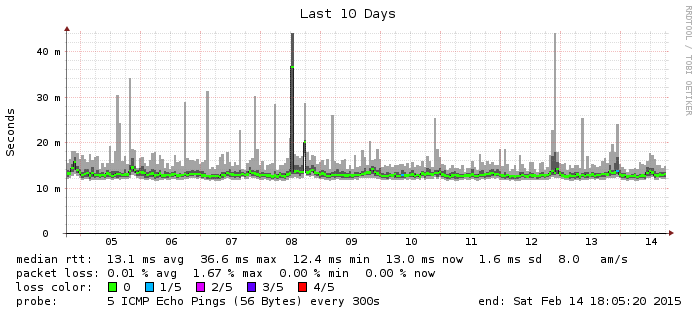 Last 10 Days
RRDTOOL / TOBI OETIKER
Seconds
40 m
30 m
20 m
10 m
0
05 06 07 08 09 10 11 12 13 14
median rtt: 13.1 ms avg 36.6 ms max 12.4 ms min 13.0 ms now 1.6 ms sd 8.0 am/s
packet loss: 0.01 % avg 1.67 % max 0.00 % min 0.00 % now
loss color: 0 1/5 2/5 3/5 4/5
probe: 5 ICMP Echo Pings (56 Bytes) every 300s end: Sat Feb 14 18:05:20 2015